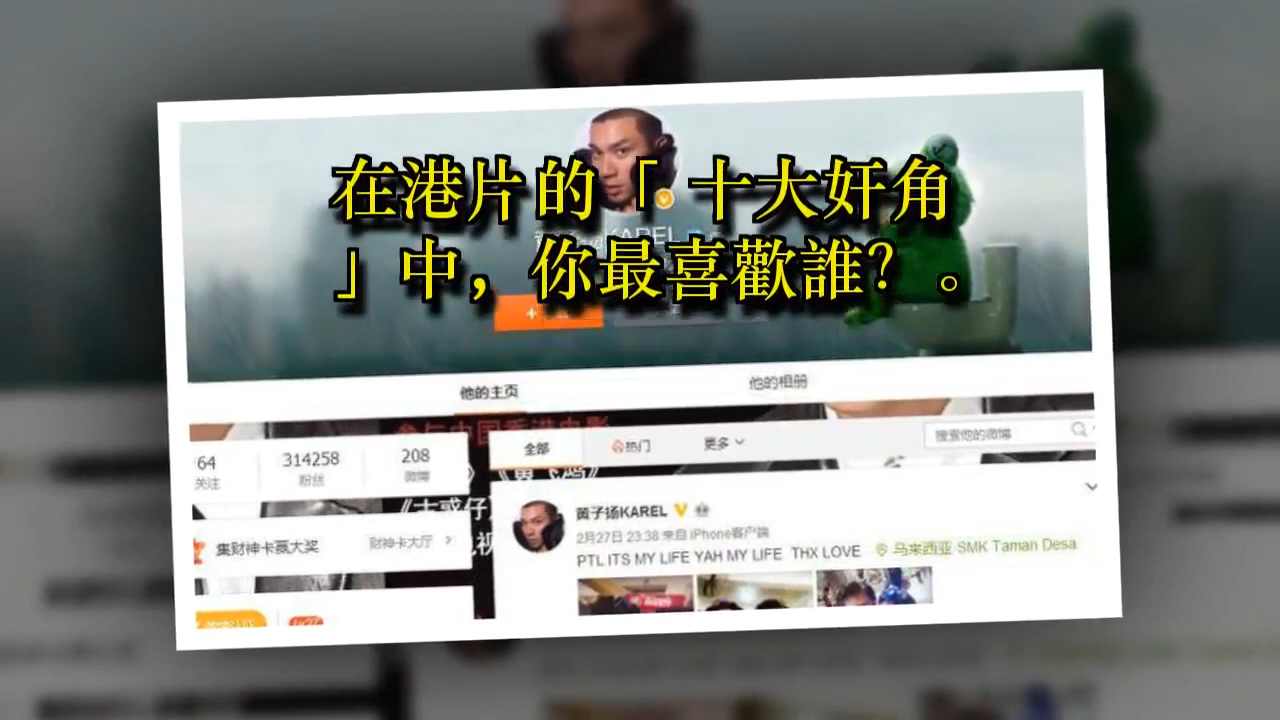 在港片的「 十大奸角
」中，你最喜歡誰？。
KAREL
他的主页
他的相册
64
314258
208
关注
粉丝
微博
全部
热门
更多
搜索他的微博
集财神卡赢大奖
财神卡大厅
黄子扬KAREL
2月27日 23:38 来自 iPhone客户端
PTL ITS MY LIFE YAH MY LIFE THX LOVE 马来西亚 SMK Taman Desa